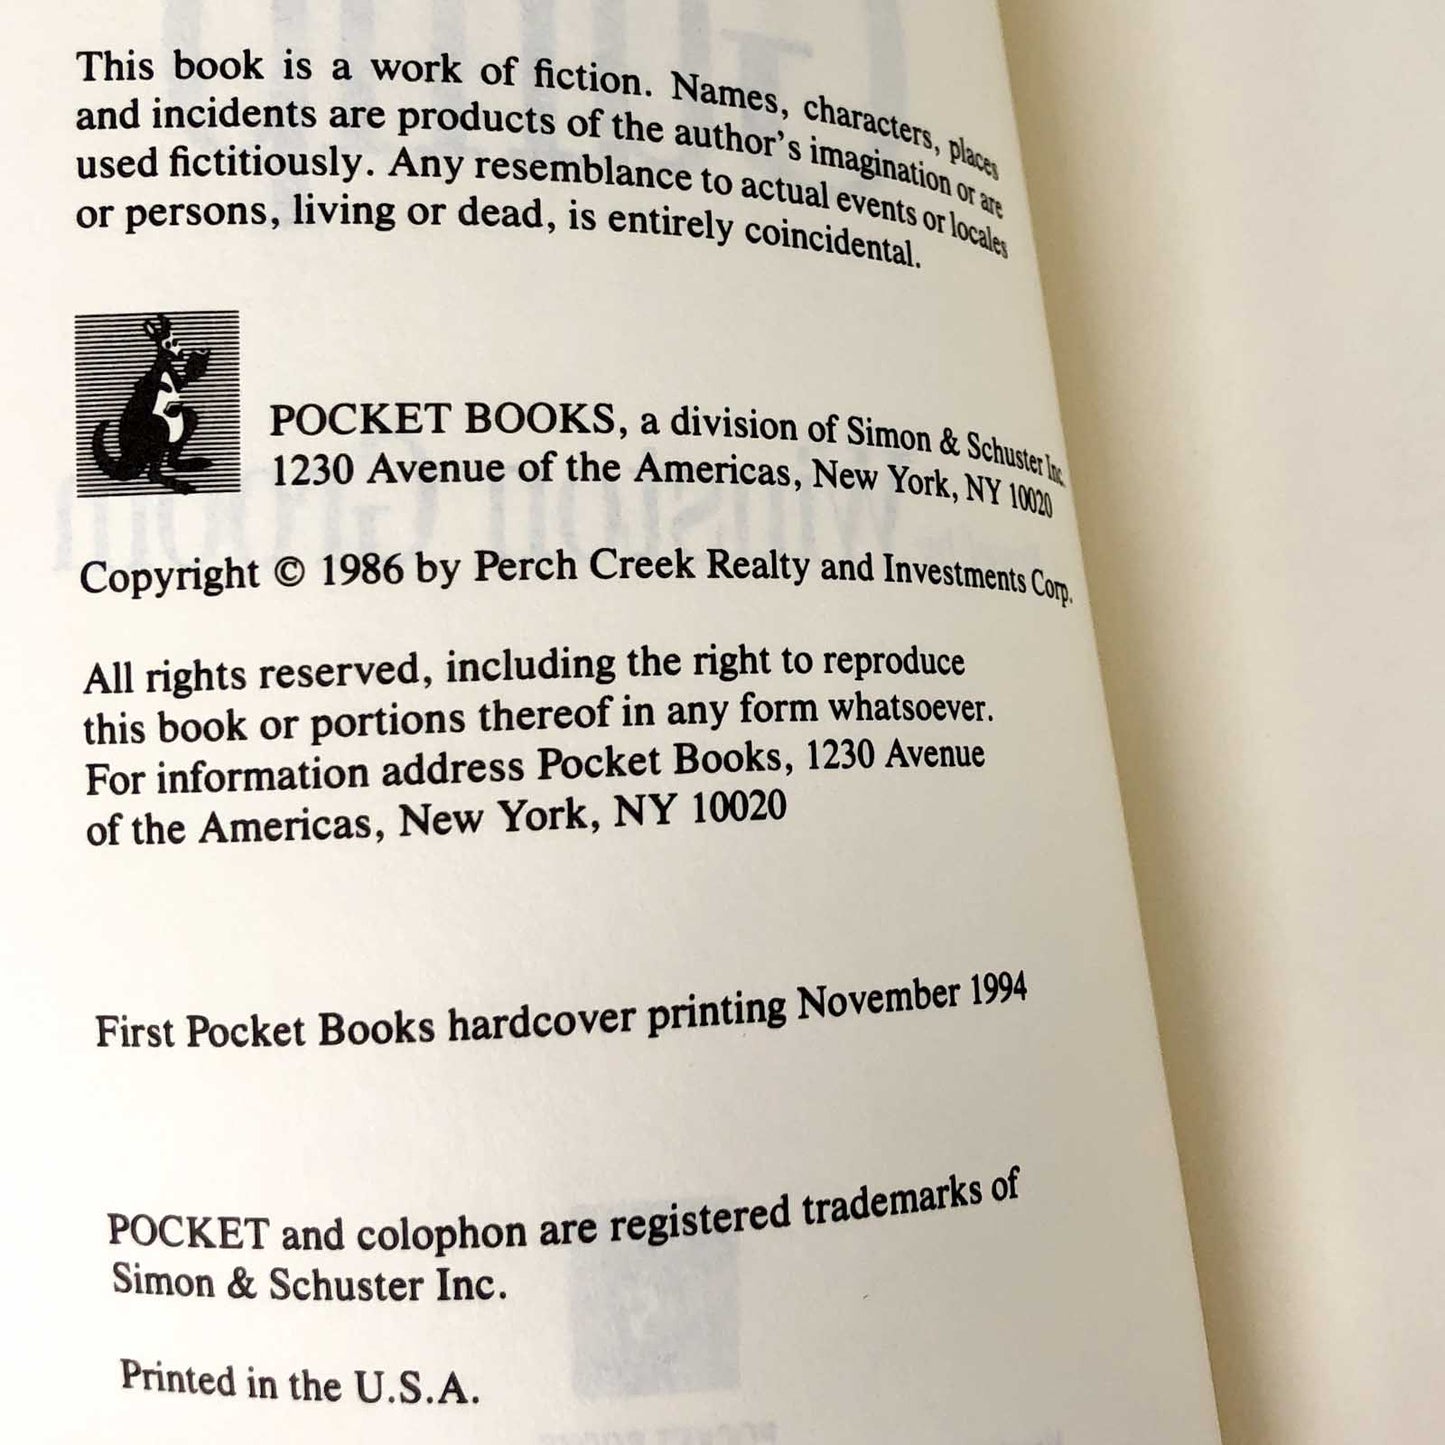 This book is a work of fiction. Names, characters, places
and incidents are products of the author's imagination or are
used fictitiously. Any resemblance to actual events or locales
or persons, living or dead, is entirely coincidental.
POCKET BOOKS, a division of Simon & Schuster Inc.
1230 Avenue of the Americas, New York, NY 10020
Copyright © 1986 by Perch Creek Realty and Investments Corp.
All rights reserved, including the right to reproduce
this book or portions thereof in any form whatsoever.
For information address Pocket Books, 1230 Avenue
of the Americas, New York, NY 10020
First Pocket Books hardcover printing November 1994
POCKET and colophon are registered trademarks of
Simon & Schuster Inc.
Printed in the U.S.A.